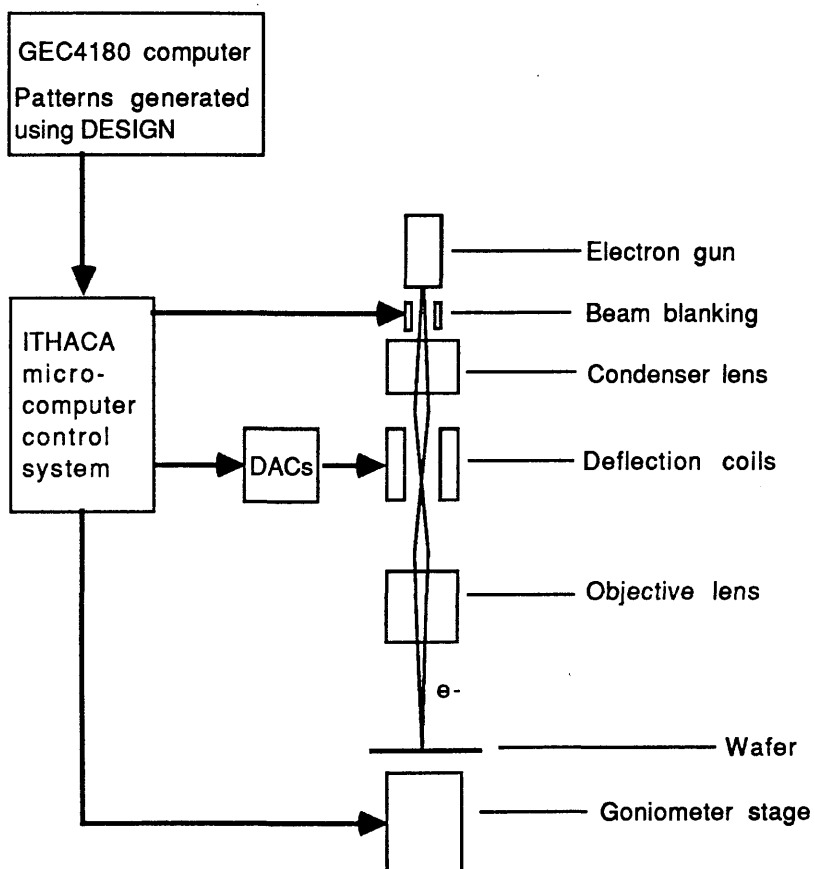 GEC4180 computer
Patterns generated
using DESIGN
Electron gun
Beam blanking
ITHACA
micro-
computer
control
system
Condenser lens
DACs
Deflection coils
Objective lens
e-
Wafer
Goniometer stage